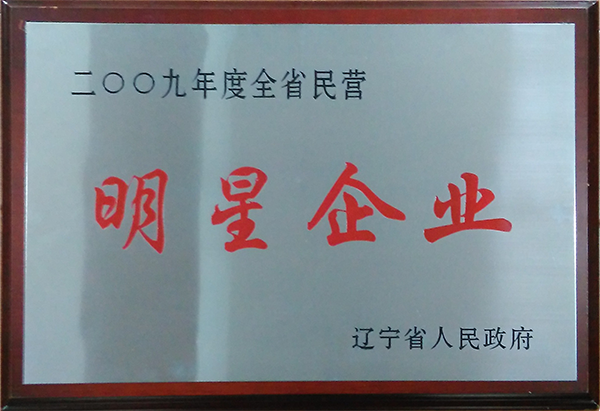 二〇〇九年度全省民营
明星企业
辽宁省人民政府